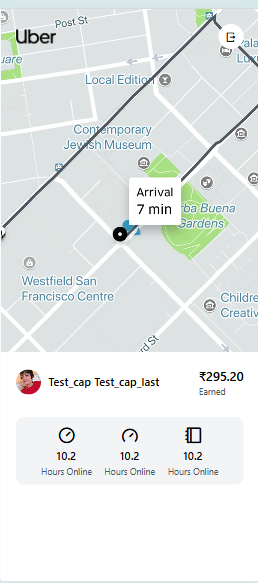 Post St
Uber
uare
Local Edition
Contemporary
Jewish Museum
Arrival
7 min
rba Buena
Gardens
Westfield San
Francisco Centre
Childre
Creativ
rd St
Test_cap Test_cap_last
₹295.20
Earned
10.2
10.2
10.2
Hours Online
Hours Online
Hours Online